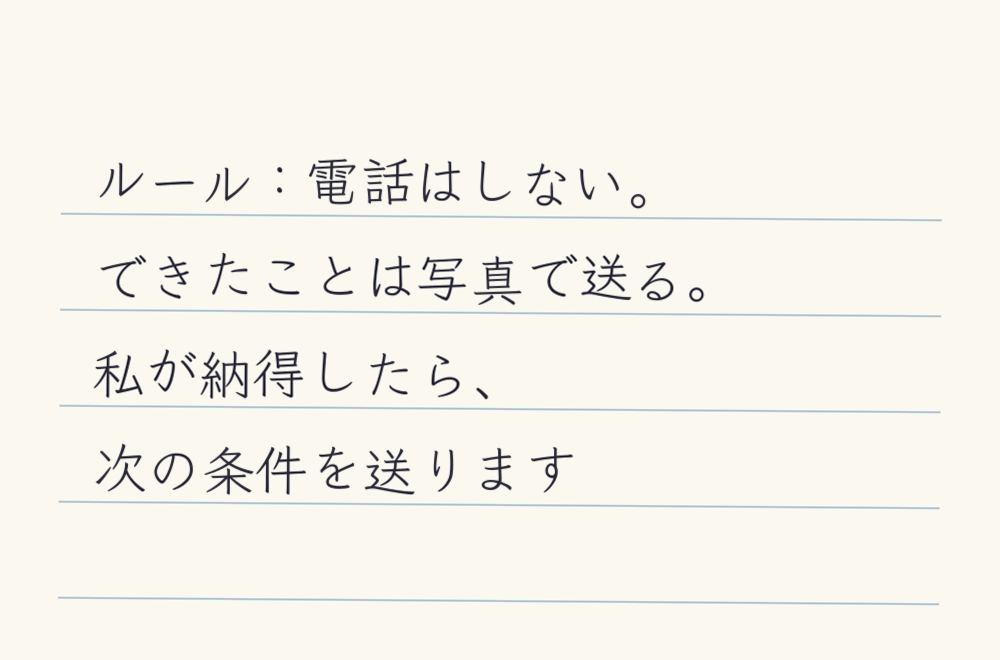 ルール：電話はしない。
できたことは写真で送る。
私が納得したら、
次の条件を送ります